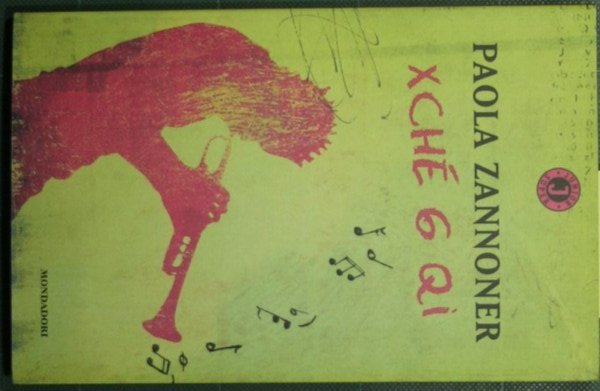 PAOLA ZANNONER
XCHÉ 6 QÌ
MONDADORI